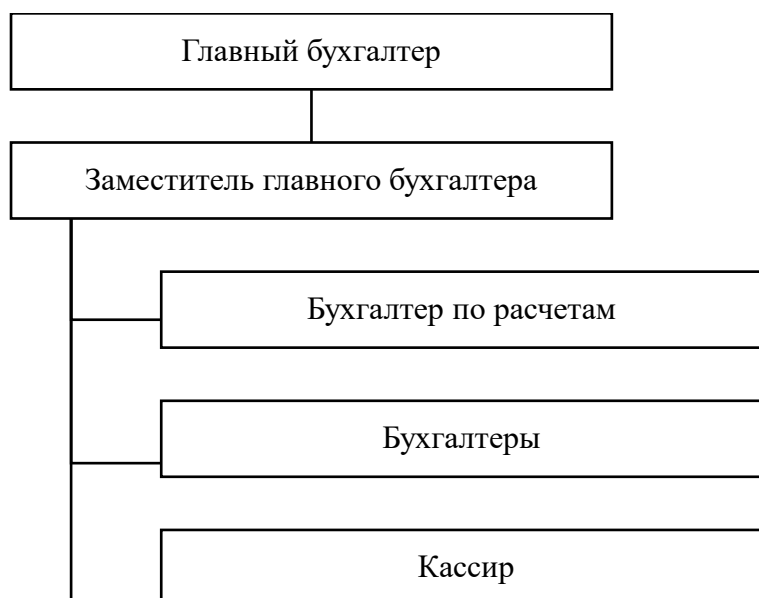 Главный бухгалтер
Заместитель главного бухгалтера
Бухгалтер по расчетам
Бухгалтеры
Кассир